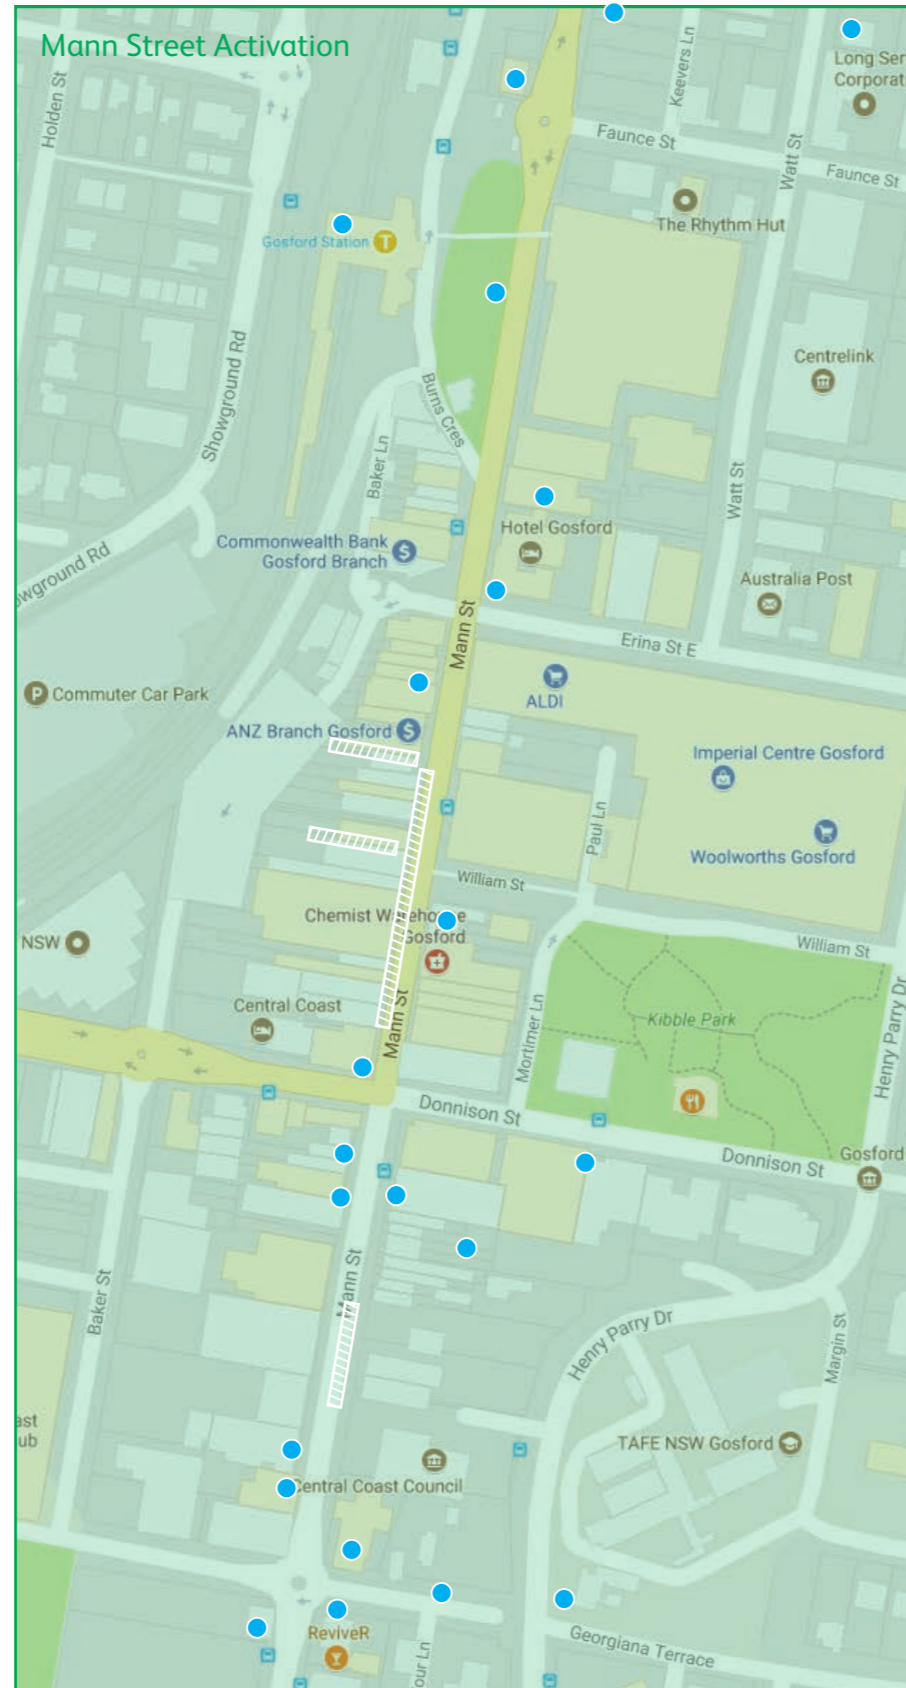 Mann Street Activation
Long Ser
Corporat
Keevers Ln
Holden St
Faunce St
Watt St
Faunce St
The Rhythm Hut
Gosford Station
T
Showground Rd
Centrelink
Burns Cres
Baker Ln
Watt St
Hotel Gosford
Commonwealth Bank
Gosford Branch
$
wground Rd
Australia Post
Mann St
Erina St E
P
Commuter Car Park
ALDI
ANZ Branch Gosford
$
Imperial Centre Gosford
Paul Ln
Woolworths Gosford
William St
Chemist Warehouse
Gosford
NSW
William St
Central Coast
Mann St
Mortimer Ln
Kibble Park
Henry Parry Dr
Donnison St
Donnison St
Gosford
Mann St
Baker St
Henry Parry Dr
Margin St
ast
ub
TAFE NSW Gosford
Central Coast Council
ReviveR
our Ln
Georgiana Terrace